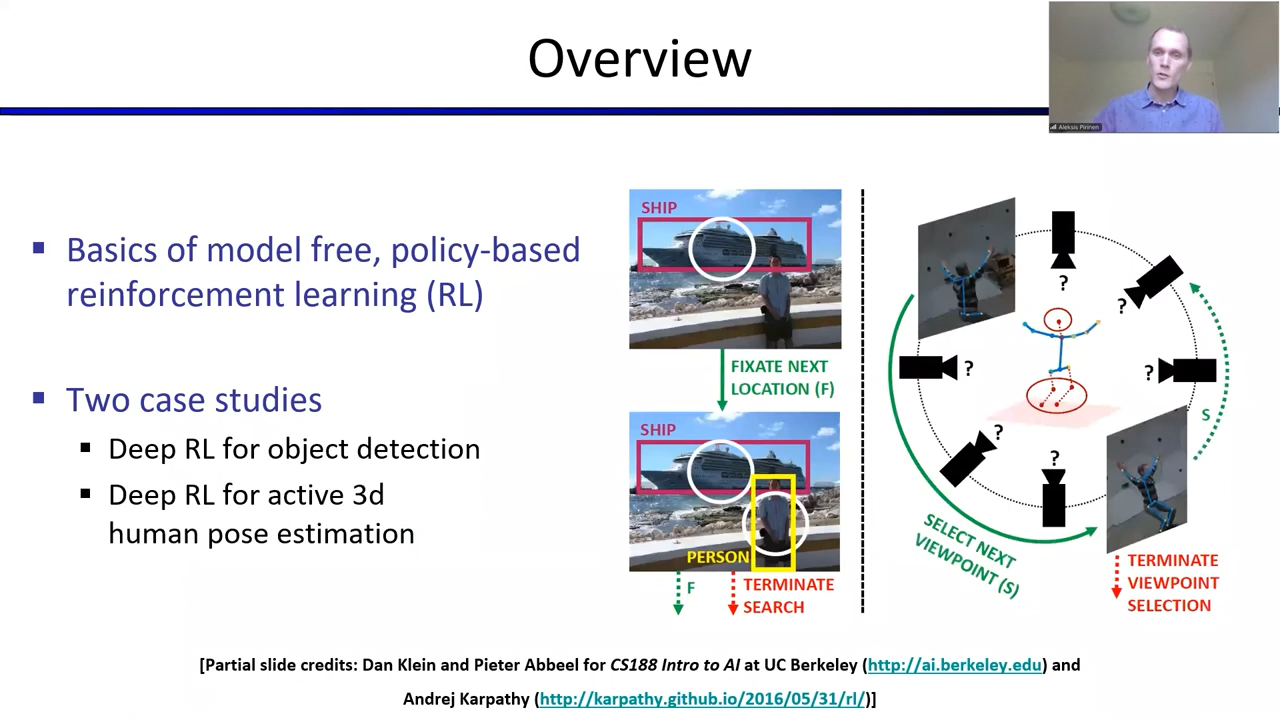 Overview
Aleksis Pirinen
▪ Basics of model free, policy-based
reinforcement learning (RL)
▪ Two case studies
▪ Deep RL for object detection
▪ Deep RL for active 3d
human pose estimation
SHIP
FIXATE NEXT
LOCATION (F)
SHIP
PERSON
F
TERMINATE
SEARCH
?
?
?
?
?
?
S
SELECT NEXT
VIEWPOINT (S)
TERMINATE
VIEWPOINT
SELECTION
[Partial slide credits: Dan Klein and Pieter Abbeel for CS188 Intro to AI at UC Berkeley (http://ai.berkeley.edu) and
Andrej Karpathy (http://karpathy.github.io/2016/05/31/rl/)]